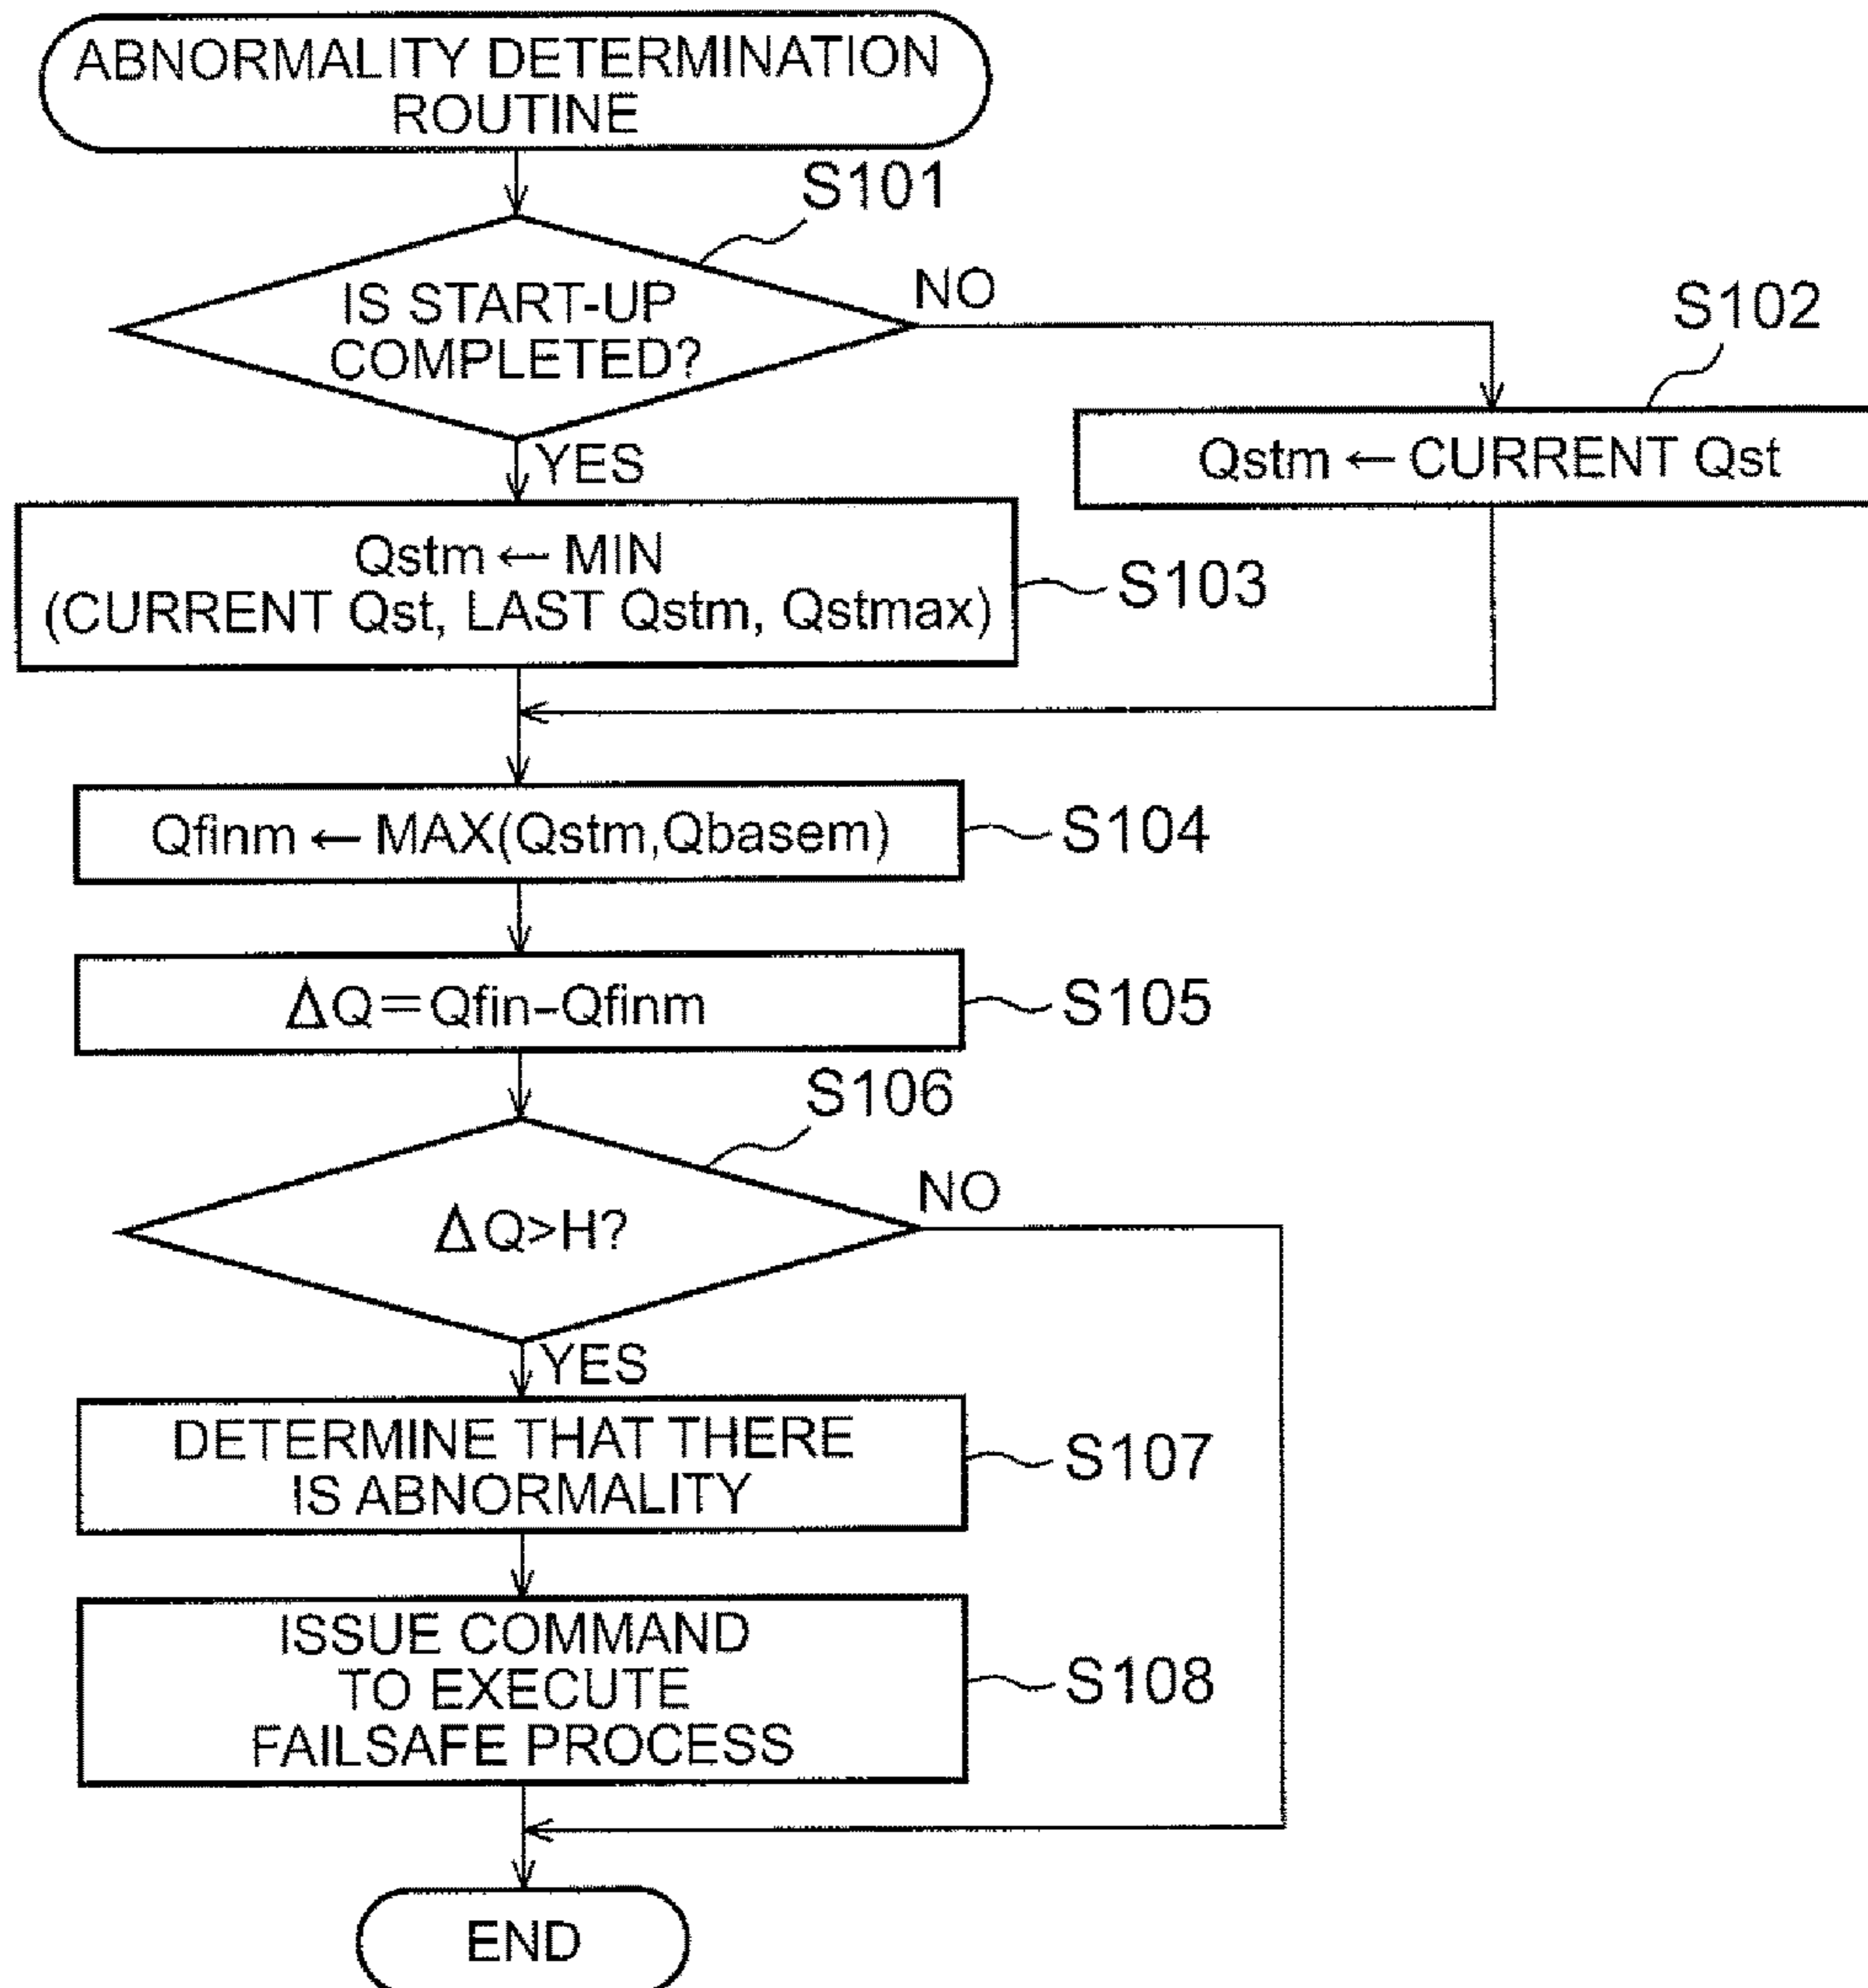 ABNORMALITY DETERMINATION
ROUTINE
S101
IS START-UP
COMPLETED?
NO
S102
Qstm ← CURRENT Qst
YES
Qstm ← MIN
(CURRENT Qst, LAST Qstm, Qstmax)
S103
Qfinm ← MAX(Qstm,Qbasem)
S104
ΔQ=Qfin-Qfinm
S105
S106
ΔQ>H?
NO
YES
DETERMINE THAT THERE
IS ABNORMALITY
S107
ISSUE COMMAND
TO EXECUTE
FAILSAFE PROCESS
S108
END